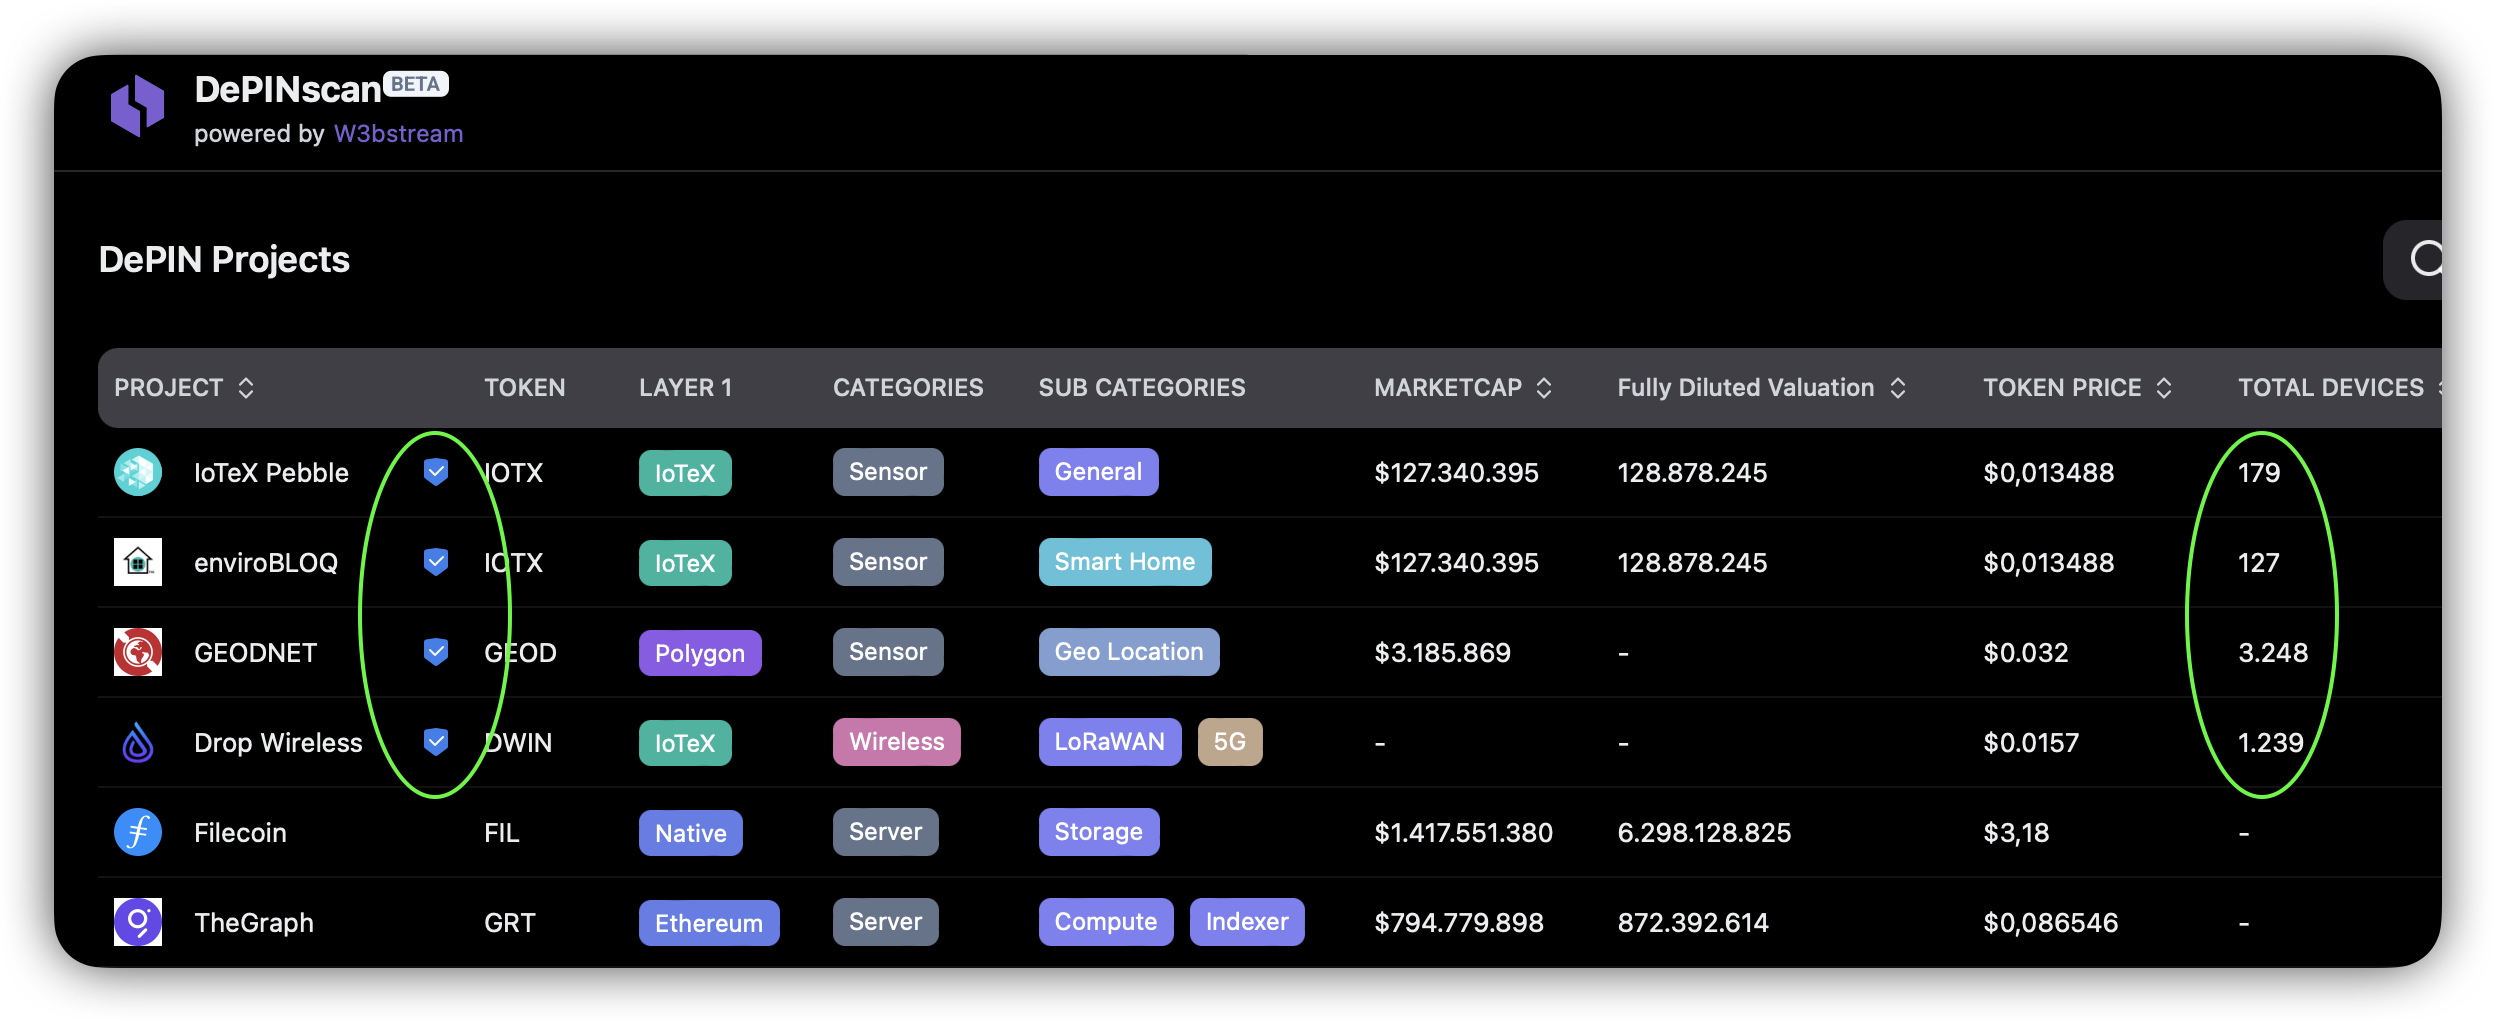 DePINscan BETA
powered by W3bstream
DePIN Projects
PROJECT TOKEN LAYER 1 CATEGORIES SUB CATEGORIES MARKETCAP Fully Diluted Valuation TOKEN PRICE TOTAL DEVICES
IoTeX Pebble IOTX IoTeX Sensor General $127.340.395 128.878.245 $0,013488 179
enviroBLOQ IOTX IoTeX Sensor Smart Home $127.340.395 128.878.245 $0,013488 127
GEODNET GEOD Polygon Sensor Geo Location $3.185.869 - $0.032 3.248
Drop Wireless DWIN IoTeX Wireless LoRaWAN 5G - - $0.0157 1.239
Filecoin FIL Native Server Storage $1.417.551.380 6.298.128.825 $3,18 -
TheGraph GRT Ethereum Server Compute Indexer $794.779.898 872.392.614 $0,086546 -